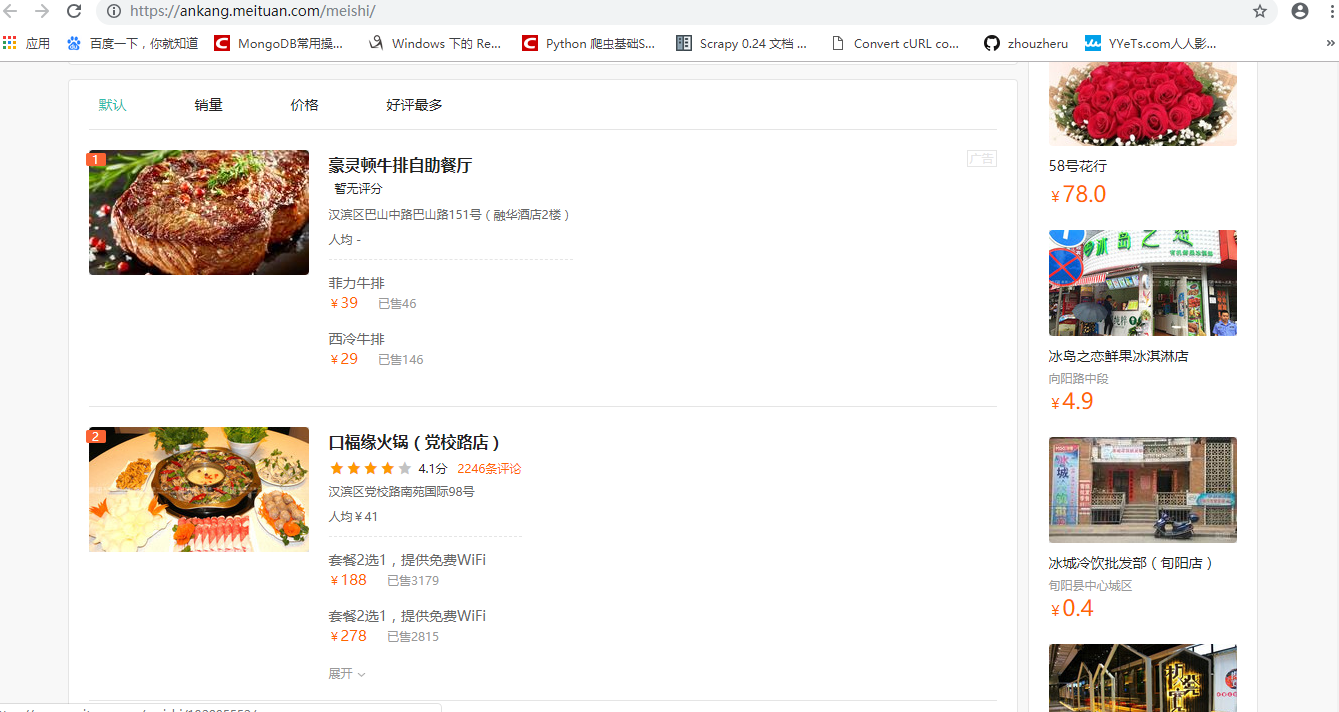 https://ankang.meituan.com/meishi/
应用 百度一下，你就知道 MongoDB常用操... Windows 下的 Re... Python 爬虫基础S... Scrapy 0.24 文档 ... Convert cURL co... zhouzheru YYeTs.com人人影... »
默认 销量 价格 好评最多
1
豪灵顿牛排自助餐厅
广告
暂无评分
汉滨区巴山中路巴山路151号（融华酒店2楼）
人均 -
菲力牛排
￥39 已售46
西冷牛排
￥29 已售146
2
口福缘火锅（党校路店）
4.1分 2246条评论
汉滨区党校路南苑国际98号
人均￥41
套餐2选1，提供免费WiFi
￥188 已售3179
套餐2选1，提供免费WiFi
￥278 已售2815
展开
58号花行
￥78.0
冰岛之恋
冰岛之恋鲜果冰淇淋店
向阳路中段
￥4.9
冰城
冰城冷饮批发部（旬阳店）
旬阳县中心城区
￥0.4